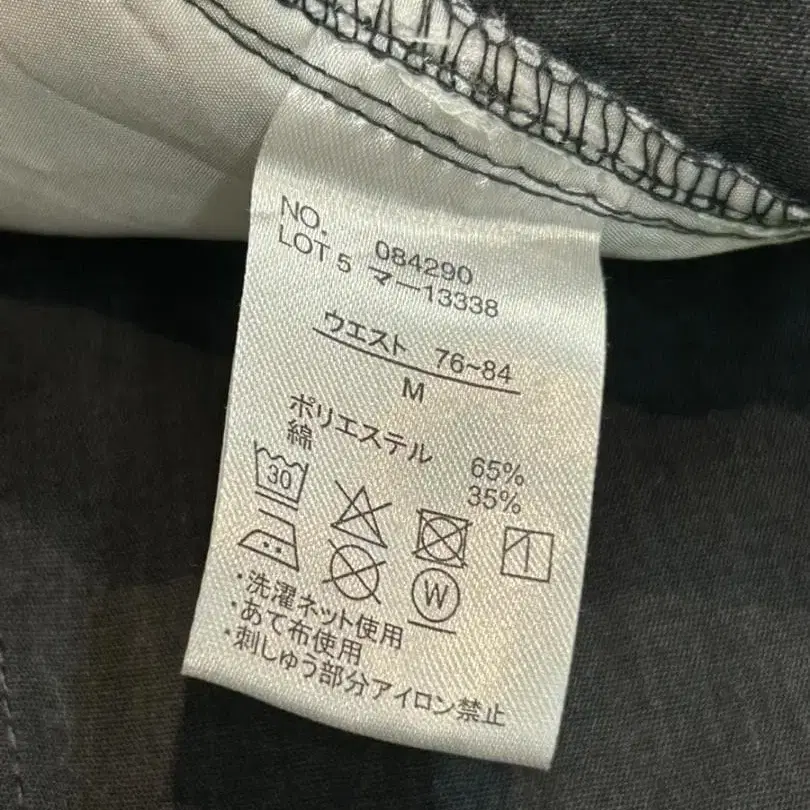 NO. 084290
LOT 5 マー13338
ウエスト 76~84
M
ポリエステル 65%
綿 35%
30
W
・洗濯ネット使用
・あて布使用
・刺しゅう部分アイロン禁止